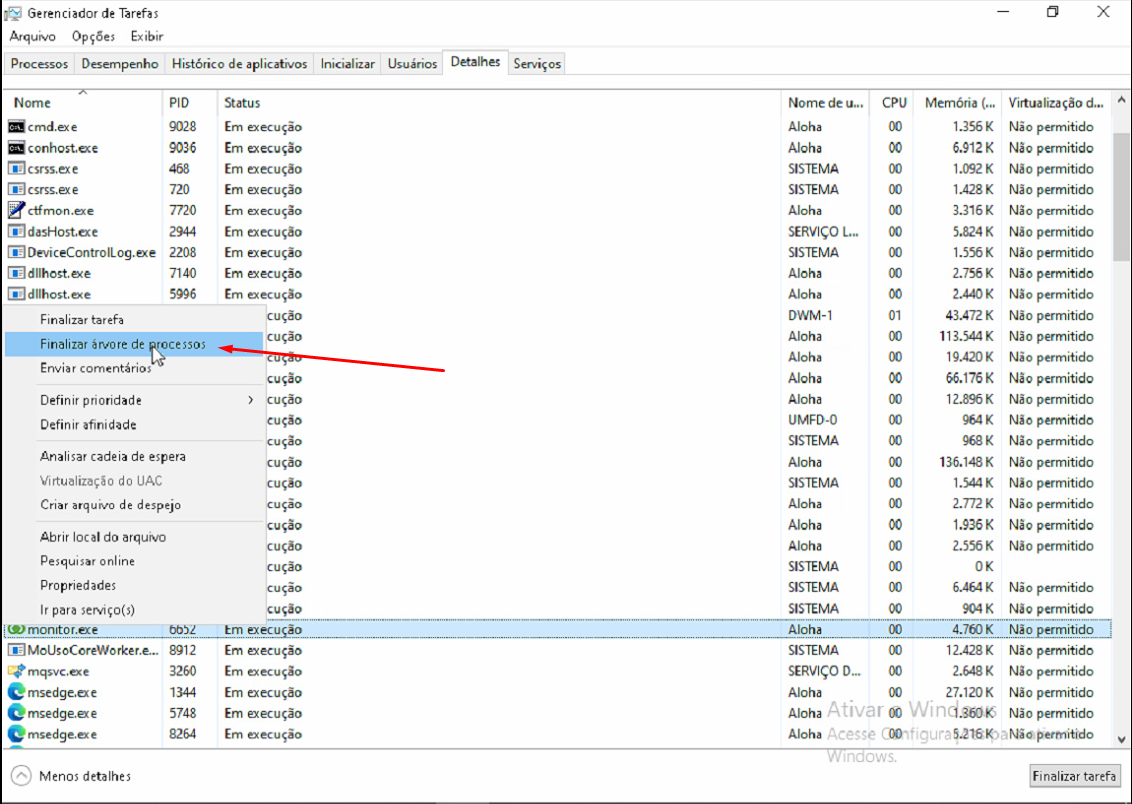 Gerenciador de Tarefas
Arquivo Opções Exibir
Processos Desempenho Histórico de aplicativos Inicializar Usuários Detalhes Serviços
Nome PID Status Nome de u... CPU Memória (... Virtualização d...
cmd.exe 9028 Em execução Aloha 00 1.356 K Não permitido
conhost.exe 9036 Em execução Aloha 00 6.912 K Não permitido
csrss.exe 468 Em execução SISTEMA 00 1.092 K Não permitido
csrss.exe 720 Em execução SISTEMA 00 1.428 K Não permitido
ctfmon.exe 7720 Em execução Aloha 00 3.316 K Não permitido
dasHost.exe 2944 Em execução SERVIÇO L... 00 5.824 K Não permitido
DeviceControlLog.exe 2208 Em execução SISTEMA 00 1.556 K Não permitido
dllhost.exe 7140 Em execução Aloha 00 2.756 K Não permitido
dllhost.exe 5996 Em execução Aloha 00 2.440 K Não permitido
Finalizar tarefa cução DWM-1 01 43.472 K Não permitido
Finalizar árvore de processos cução Aloha 00 113.544 K Não permitido
cução Aloha 00 19.420 K Não permitido
Enviar comentários cução Aloha 00 66.176 K Não permitido
Definir prioridade cução Aloha 00 12.896 K Não permitido
Definir afinidade cução UMFD-0 00 964 K Não permitido
cução SISTEMA 00 968 K Não permitido
Analisar cadeia de espera cução Aloha 00 136.148 K Não permitido
Virtualização do UAC cução SISTEMA 00 1.544 K Não permitido
Criar arquivo de despejo cução Aloha 00 2.772 K Não permitido
cução Aloha 00 1.936 K Não permitido
Abrir local do arquivo cução Aloha 00 2.556 K Não permitido
Pesquisar online cução SISTEMA 00 0 K
Propriedades cução SISTEMA 00 6.464 K Não permitido
Ir para serviço(s) cução SISTEMA 00 904 K Não permitido
monitor.exe 6652 Em execução Aloha 00 4.760 K Não permitido
MoUsoCoreWorker.e... 8912 Em execução SISTEMA 00 12.428 K Não permitido
mqsvc.exe 3260 Em execução SERVIÇO D... 00 2.648 K Não permitido
msedge.exe 1344 Em execução Aloha 00 27.120 K Não permitido
msedge.exe 5748 Em execução Aloha 00 1.360 K Não permitido
msedge.exe 8264 Em execução Aloha 00 5.216 K Não permitido
Ativar o Windows
Acesse Configurações para ativar o
Windows.
Menos detalhes Finalizar tarefa